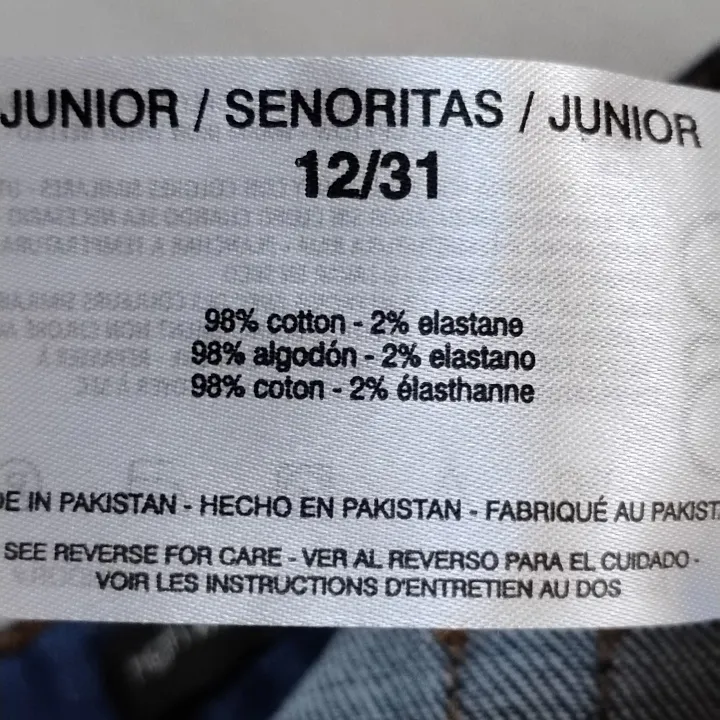 JUNIOR / SENORITAS / JUNIOR
12/31
98% cotton - 2% elastane
98% algodón - 2% elastano
98% coton - 2% élasthanne
DE IN PAKISTAN - HECHO EN PAKISTAN - FABRIQUÉ AU PAKIST
SEE REVERSE FOR CARE - VER AL REVERSO PARA EL CUIDADO -
VOIR LES INSTRUCTIONS D'ENTRETIEN AU DOS